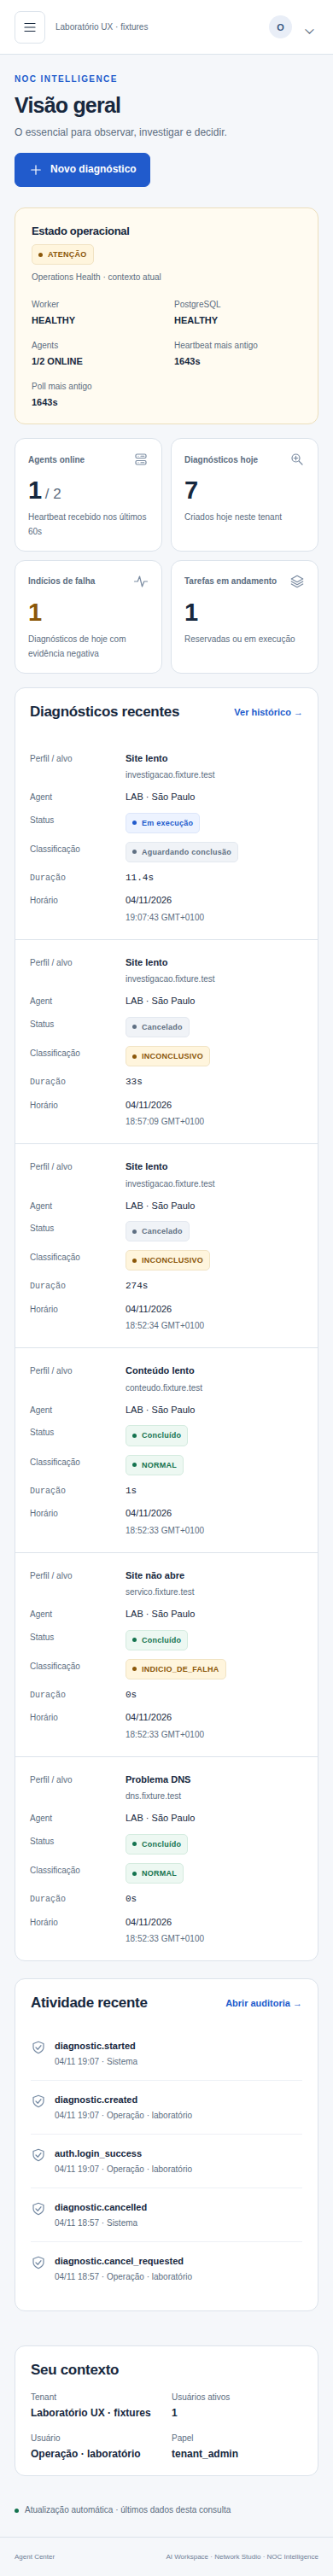 Laboratório UX · fixtures
O
NOC INTELLIGENCE
Visão geral
O essencial para observar, investigar e decidir.
Novo diagnóstico
Estado operacional
ATENÇÃO
Operations Health · contexto atual
Worker
HEALTHY
PostgreSQL
HEALTHY
Agents
1/2 ONLINE
Heartbeat mais antigo
1643s
Poll mais antigo
1643s
Agents online
1 / 2
Heartbeat recebido nos últimos
60s
Diagnósticos hoje
7
Criados hoje neste tenant
Indícios de falha
1
Diagnósticos de hoje com
evidência negativa
Tarefas em andamento
1
Reservadas ou em execução
Diagnósticos recentes
Ver histórico →
Perfil / alvo
Site lento
investigacao.fixture.test
Agent
LAB · São Paulo
Status
Em execução
Classificação
Aguardando conclusão
Duração
11.4s
Horário
04/11/2026
19:07:43 GMT+0100
Perfil / alvo
Site lento
investigacao.fixture.test
Agent
LAB · São Paulo
Status
Cancelado
Classificação
INCONCLUSIVO
Duração
33s
Horário
04/11/2026
18:57:09 GMT+0100
Perfil / alvo
Site lento
investigacao.fixture.test
Agent
LAB · São Paulo
Status
Cancelado
Classificação
INCONCLUSIVO
Duração
274s
Horário
04/11/2026
18:52:34 GMT+0100
Perfil / alvo
Conteúdo lento
conteudo.fixture.test
Agent
LAB · São Paulo
Status
Concluído
Classificação
NORMAL
Duração
1s
Horário
04/11/2026
18:52:33 GMT+0100
Perfil / alvo
Site não abre
servico.fixture.test
Agent
LAB · São Paulo
Status
Concluído
Classificação
INDICIO_DE_FALHA
Duração
0s
Horário
04/11/2026
18:52:33 GMT+0100
Perfil / alvo
Problema DNS
dns.fixture.test
Agent
LAB · São Paulo
Status
Concluído
Classificação
NORMAL
Duração
0s
Horário
04/11/2026
18:52:33 GMT+0100
Atividade recente
Abrir auditoria →
diagnostic.started
04/11 19:07 · Sistema
diagnostic.created
04/11 19:07 · Operação · laboratório
auth.login_success
04/11 19:07 · Operação · laboratório
diagnostic.cancelled
04/11 18:57 · Sistema
diagnostic.cancel_requested
04/11 18:57 · Operação · laboratório
Seu contexto
Tenant
Laboratório UX · fixtures
Usuários ativos
1
Usuário
Operação · laboratório
Papel
tenant_admin
Atualização automática · últimos dados desta consulta
Agent Center
AI Workspace · Network Studio · NOC Intelligence